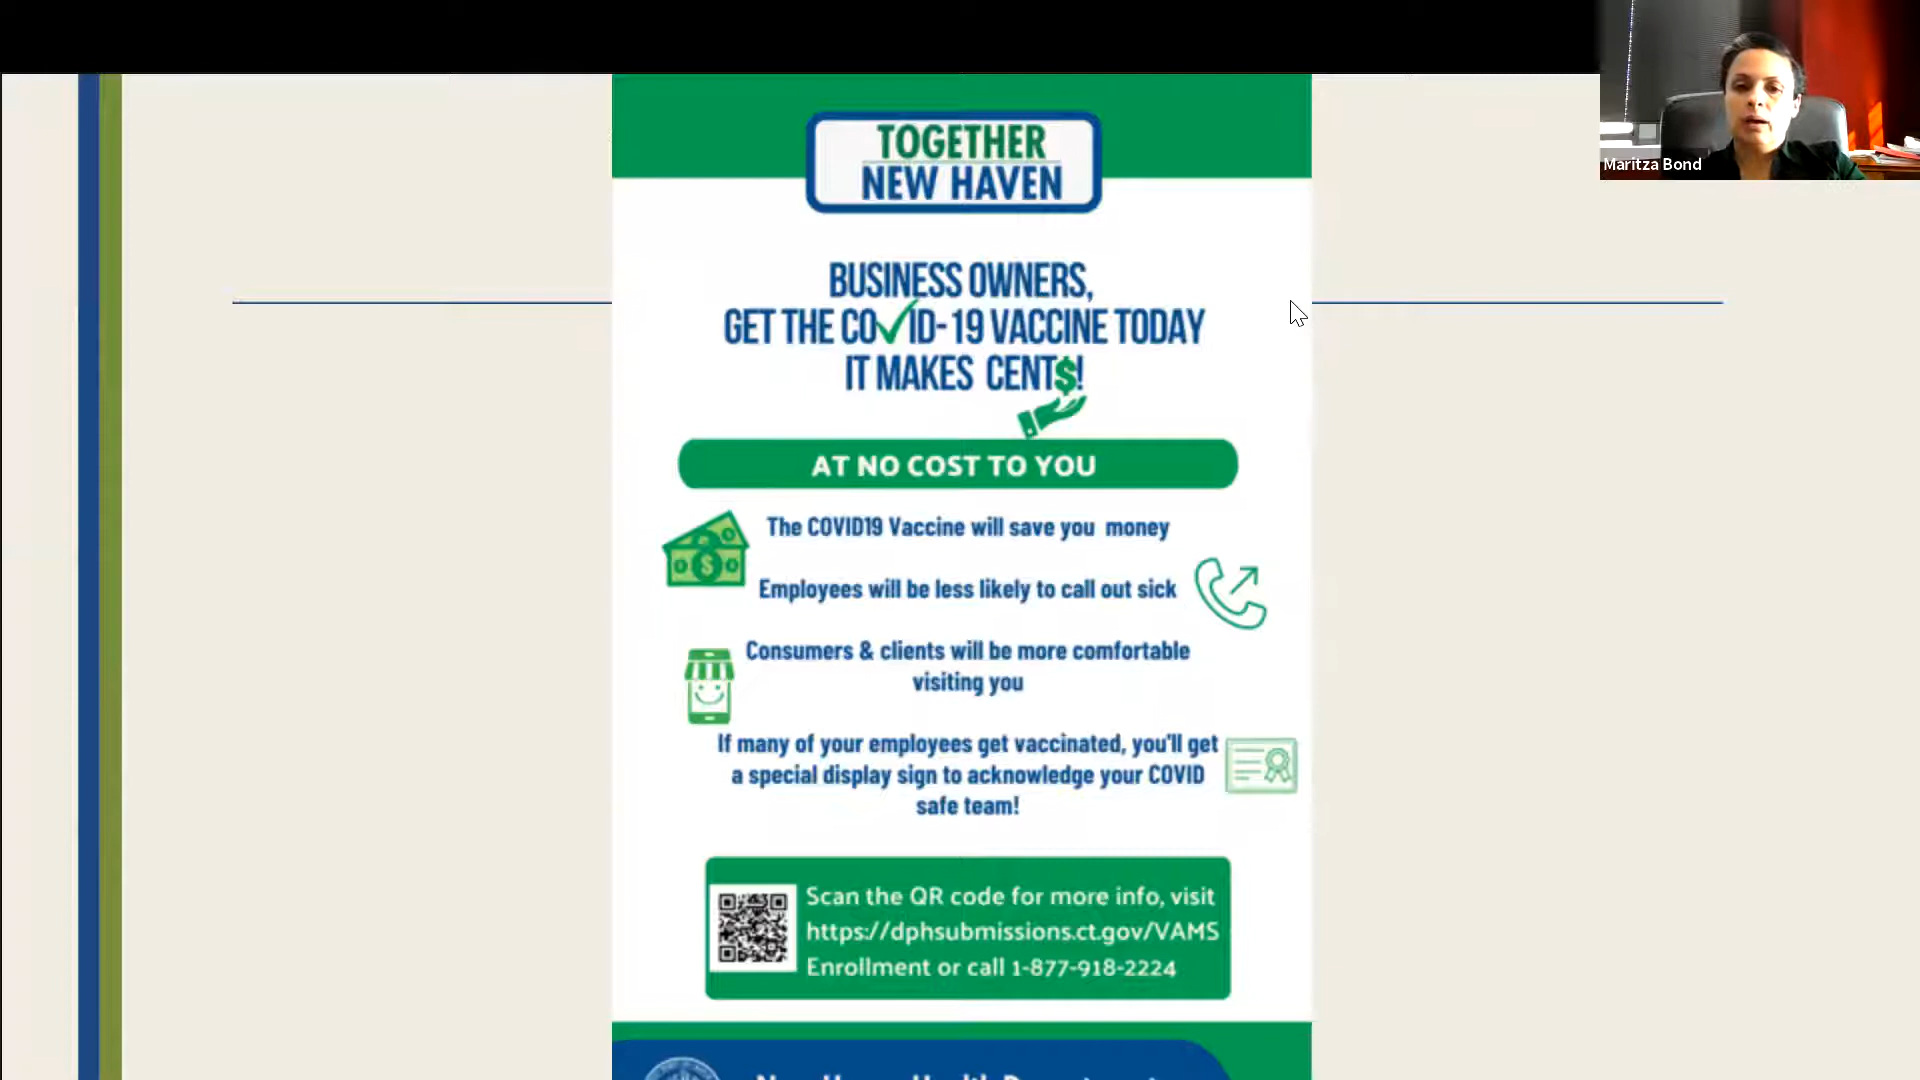 Maritza Bond
TOGETHER
NEW HAVEN
BUSINESS OWNERS,
GET THE COVID-19 VACCINE TODAY
IT MAKES CENT$!
AT NO COST TO YOU
The COVID19 Vaccine will save you money
Employees will be less likely to call out sick
Consumers & clients will be more comfortable
visiting you
If many of your employees get vaccinated, you'll get
a special display sign to acknowledge your COVID
safe team!
Scan the QR code for more info, visit
https://dphsubmissions.ct.gov/VAMS
Enrollment or call 1-877-918-2224
New Haven Health Department